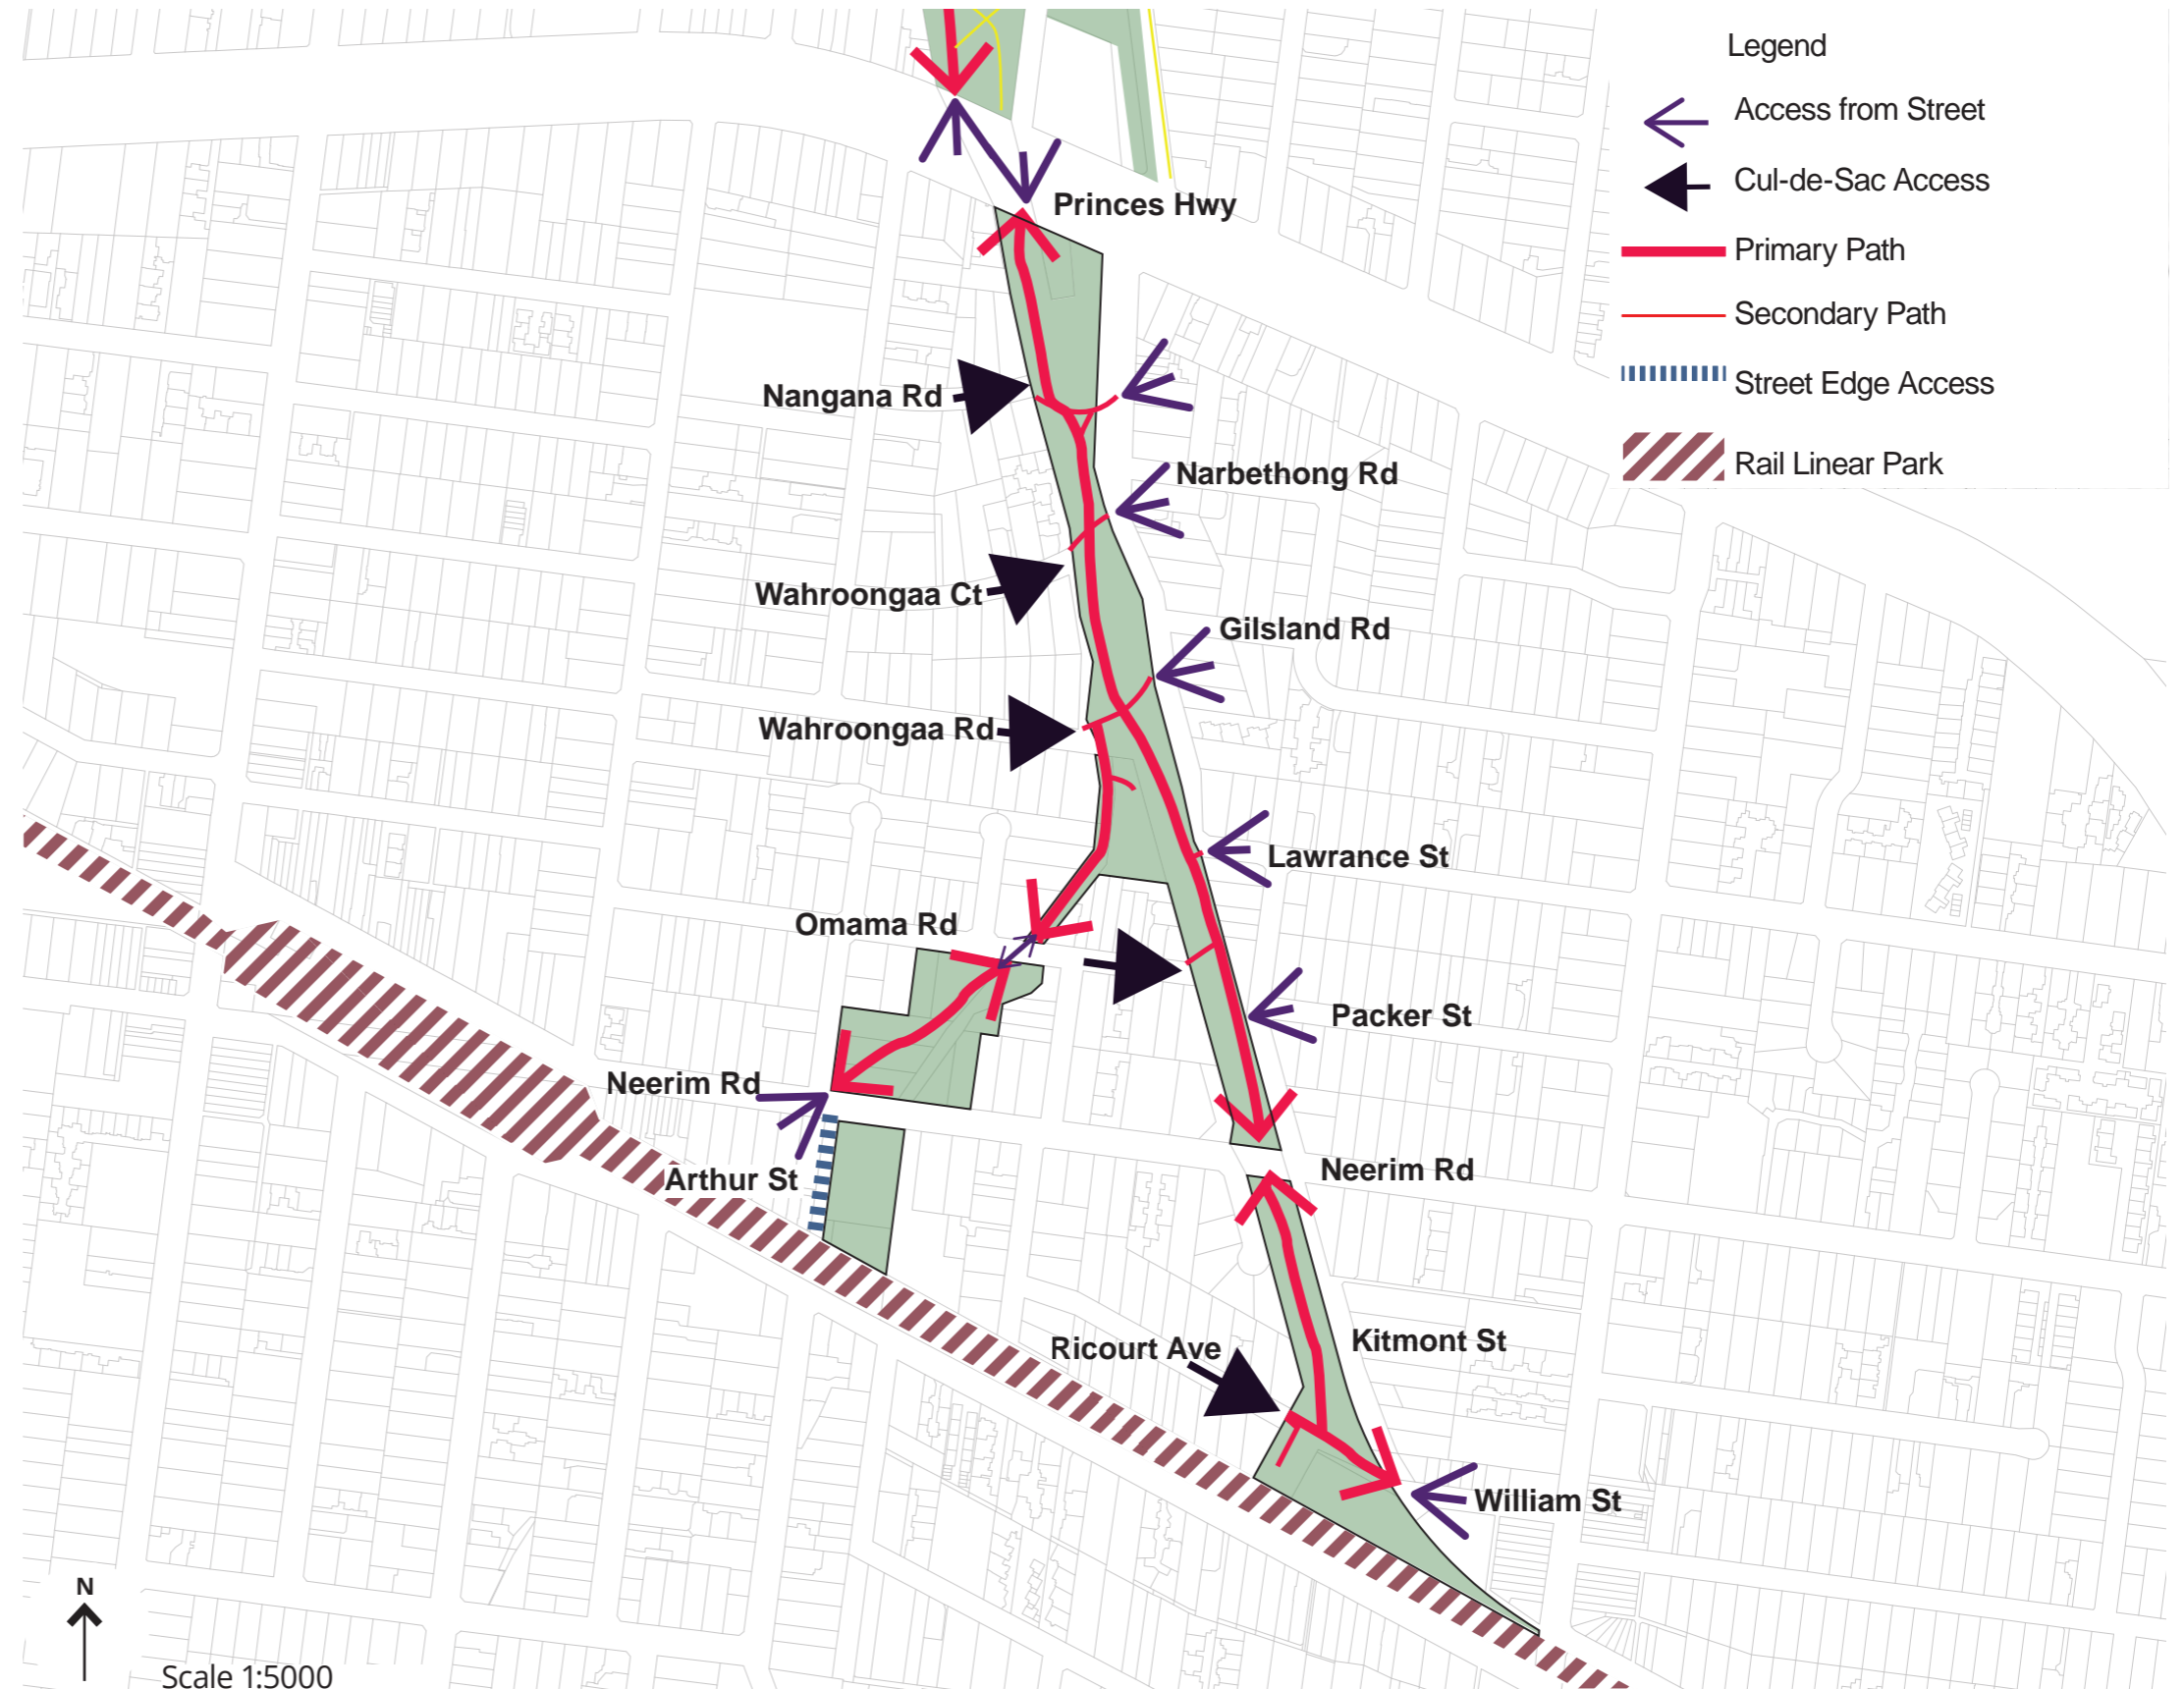 Legend
Access from Street
Cul-de-Sac Access
Primary Path
Secondary Path
Street Edge Access
Rail Linear Park
Princes Hwy
Nangana Rd
Narbethong Rd
Wahroongaa Ct
Gilsland Rd
Wahroongaa Rd
Lawrance St
Omama Rd
Packer St
Neerim Rd
Arthur St
Neerim Rd
Kitmont St
Ricourt Ave
William St
N
Scale 1:5000